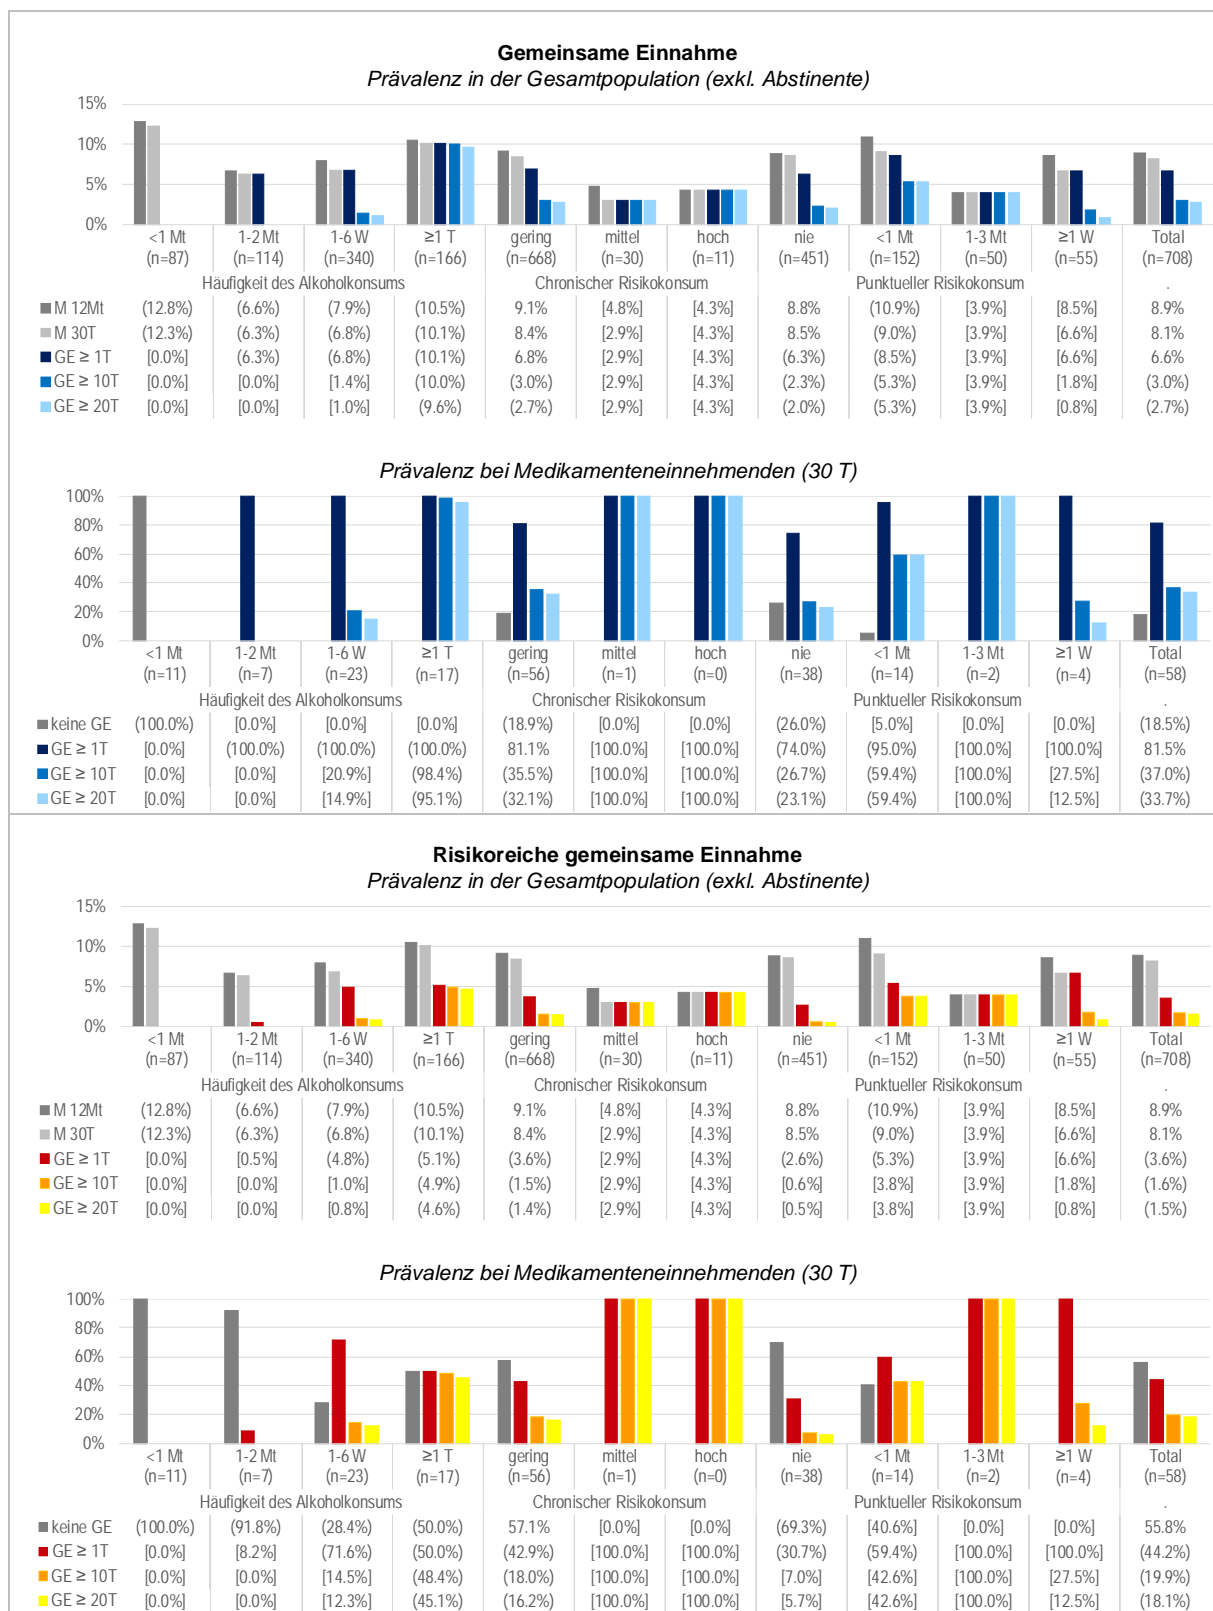 Gemeinsame Einnahme
Prävalenz in der Gesamtpopulation (exkl. Abstinente)
15%
10%
5%
0%
<1 Mt 1-2 Mt 1-6 W ≥1 T gering mittel hoch nie <1 Mt 1-3 Mt ≥1 W Total
(n=87) (n=114) (n=340) (n=166) (n=668) (n=30) (n=11) (n=451) (n=152) (n=50) (n=55) (n=708)
Häufigkeit des Alkoholkonsums Chronischer Risikokonsum Punktueller Risikokonsum .
M 12Mt (12.8%) (6.6%) (7.9%) (10.5%) 9.1% [4.8%] [4.3%] 8.8% (10.9%) [3.9%] [8.5%] 8.9%
M 30T (12.3%) (6.3%) (6.8%) (10.1%) 8.4% [2.9%] [4.3%] 8.5% (9.0%) [3.9%] [6.6%] 8.1%
GE ≥ 1T [0.0%] (6.3%) (6.8%) (10.1%) 6.8% [2.9%] [4.3%] (6.3%) (8.5%) [3.9%] [6.6%] 6.6%
GE ≥ 10T [0.0%] [0.0%] [1.4%] (10.0%) (3.0%) [2.9%] [4.3%] (2.3%) (5.3%) [3.9%] [1.8%] (3.0%)
GE ≥ 20T [0.0%] [0.0%] [1.0%] (9.6%) (2.7%) [2.9%] [4.3%] (2.0%) (5.3%) [3.9%] [0.8%] (2.7%)
Prävalenz bei Medikamenteneinnehmenden (30 T)
100%
80%
60%
40%
20%
0%
<1 Mt 1-2 Mt 1-6 W ≥1 T gering mittel hoch nie <1 Mt 1-3 Mt ≥1 W Total
(n=11) (n=7) (n=23) (n=17) (n=56) (n=1) (n=0) (n=38) (n=14) (n=2) (n=4) (n=58)
Häufigkeit des Alkoholkonsums Chronischer Risikokonsum Punktueller Risikokonsum .
keine GE (100.0%) [0.0%] [0.0%] [0.0%] (18.9%) [0.0%] [0.0%] (26.0%) [5.0%] [0.0%] [0.0%] (18.5%)
GE ≥ 1T [0.0%] (100.0%) (100.0%) (100.0%) 81.1% [100.0%] [100.0%] (74.0%) (95.0%) [100.0%] [100.0%] 81.5%
GE ≥ 10T [0.0%] [0.0%] [20.9%] (98.4%) (35.5%) [100.0%] [100.0%] (26.7%) (59.4%) [100.0%] [27.5%] (37.0%)
GE ≥ 20T [0.0%] [0.0%] [14.9%] (95.1%) (32.1%) [100.0%] [100.0%] (23.1%) (59.4%) [100.0%] [12.5%] (33.7%)
Risikoreiche gemeinsame Einnahme
Prävalenz in der Gesamtpopulation (exkl. Abstinente)
15%
10%
5%
0%
<1 Mt 1-2 Mt 1-6 W ≥1 T gering mittel hoch nie <1 Mt 1-3 Mt ≥1 W Total
(n=87) (n=114) (n=340) (n=166) (n=668) (n=30) (n=11) (n=451) (n=152) (n=50) (n=55) (n=708)
Häufigkeit des Alkoholkonsums Chronischer Risikokonsum Punktueller Risikokonsum .
M 12Mt (12.8%) (6.6%) (7.9%) (10.5%) 9.1% [4.8%] [4.3%] 8.8% (10.9%) [3.9%] [8.5%] 8.9%
M 30T (12.3%) (6.3%) (6.8%) (10.1%) 8.4% [2.9%] [4.3%] 8.5% (9.0%) [3.9%] [6.6%] 8.1%
GE ≥ 1T [0.0%] [0.5%] (4.8%) (5.1%) (3.6%) [2.9%] [4.3%] (2.6%) (5.3%) [3.9%] [6.6%] (3.6%)
GE ≥ 10T [0.0%] [0.0%] [1.0%] (4.9%) (1.5%) [2.9%] [4.3%] [0.6%] [3.8%] [3.9%] [1.8%] (1.6%)
GE ≥ 20T [0.0%] [0.0%] [0.8%] (4.6%) (1.4%) [2.9%] [4.3%] [0.5%] [3.8%] [3.9%] [0.8%] (1.5%)
Prävalenz bei Medikamenteneinnehmenden (30 T)
100%
80%
60%
40%
20%
0%
<1 Mt 1-2 Mt 1-6 W ≥1 T gering mittel hoch nie <1 Mt 1-3 Mt ≥1 W Total
(n=11) (n=7) (n=23) (n=17) (n=56) (n=1) (n=0) (n=38) (n=14) (n=2) (n=4) (n=58)
Häufigkeit des Alkoholkonsums Chronischer Risikokonsum Punktueller Risikokonsum .
keine GE (100.0%) (91.8%) (28.4%) (50.0%) 57.1% [0.0%] [0.0%] (69.3%) [40.6%] [0.0%] [0.0%] 55.8%
GE ≥ 1T [0.0%] [8.2%] (71.6%) (50.0%) (42.9%) [100.0%] [100.0%] (30.7%) (59.4%) [100.0%] [100.0%] (44.2%)
GE ≥ 10T [0.0%] [0.0%] [14.5%] (48.4%) (18.0%) [100.0%] [100.0%] [7.0%] [42.6%] [100.0%] [27.5%] (19.9%)
GE ≥ 20T [0.0%] [0.0%] [12.3%] (45.1%) (16.2%) [100.0%] [100.0%] [5.7%] [42.6%] [100.0%] [12.5%] (18.1%)